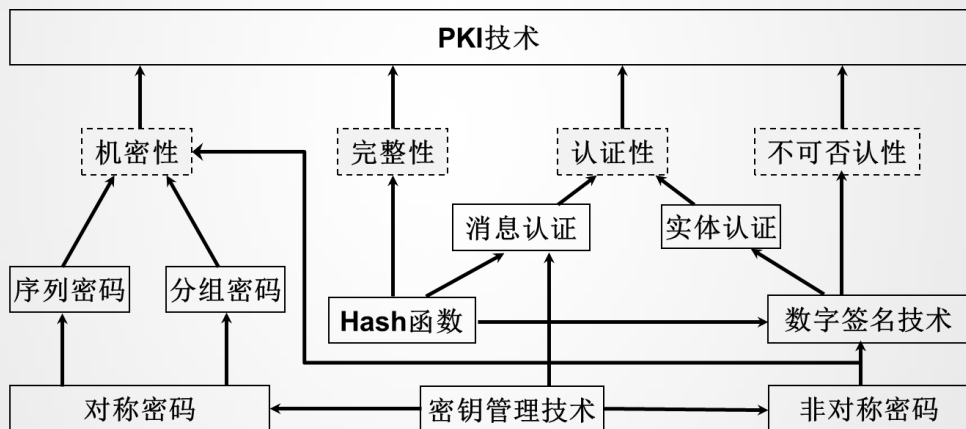 PKI技术
机密性
完整性
认证性
不可否认性
消息认证
实体认证
序列密码
分组密码
Hash函数
数字签名技术
对称密码
密钥管理技术
非对称密码